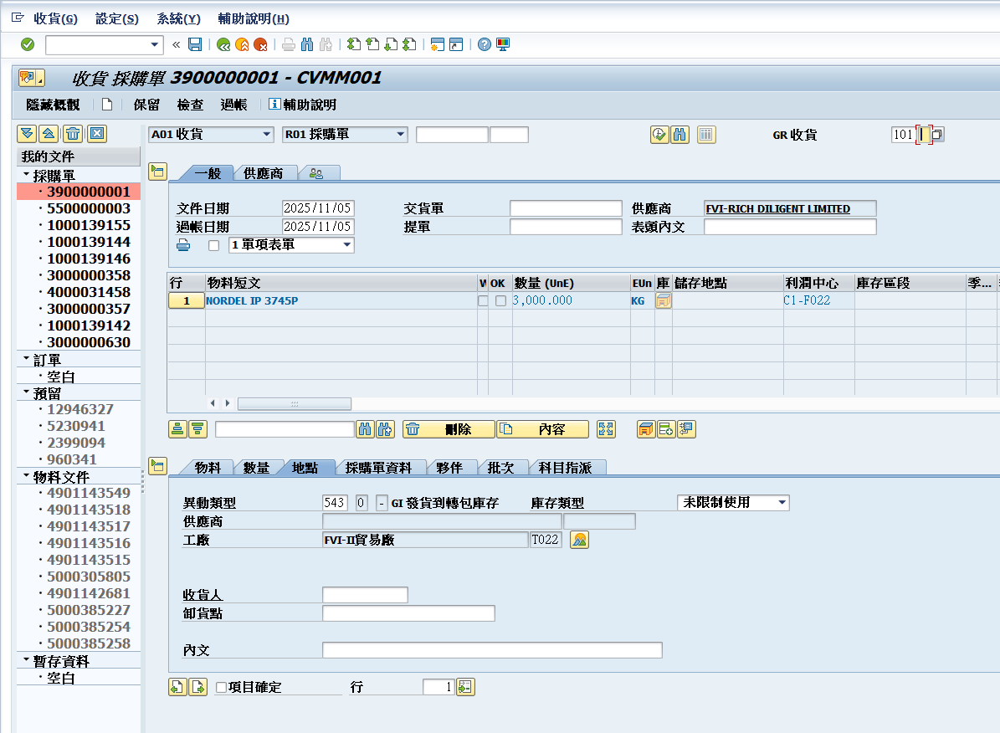 收貨(G) 設定(S) 系統(Y) 輔助說明(H)
收貨 採購單 3900000001 - CVMM001
隱藏概觀 保留 檢查 過帳 輔助說明
A01 收貨 R01 採購單 GR 收貨 101
我的文件
採購單
3900000001
5500000003
1000139155
1000139144
1000139146
3000000358
4000031458
3000000357
1000139142
3000000630
訂單
空白
預留
12946327
5230941
2399094
960341
物料文件
4901143549
4901143518
4901143517
4901143516
4901143515
5000305805
4901142681
5000385227
5000385254
5000385258
暫存資料
空白
一般 供應商
文件日期 2025/11/05 交貨單 供應商 FVI-RICH DILIGENT LIMITED
過帳日期 2025/11/05 提單 表頭內文
1 單項表單
行 物料短文 OK 數量 (UnE) EUn 庫 儲存地點 利潤中心 庫存區段 季...
1 NORDEL IP 3745P 3,000.000 KG C1-F022
刪除 內容
物料 數量 地點 採購單資料 夥伴 批次 科目指派
異動類型 543 0 - GI 發貨到轉包庫存 庫存類型 未限制使用
供應商
工廠 FVI-II貿易廠 T022
收貨人
卸貨點
內文
項目確定 行 1